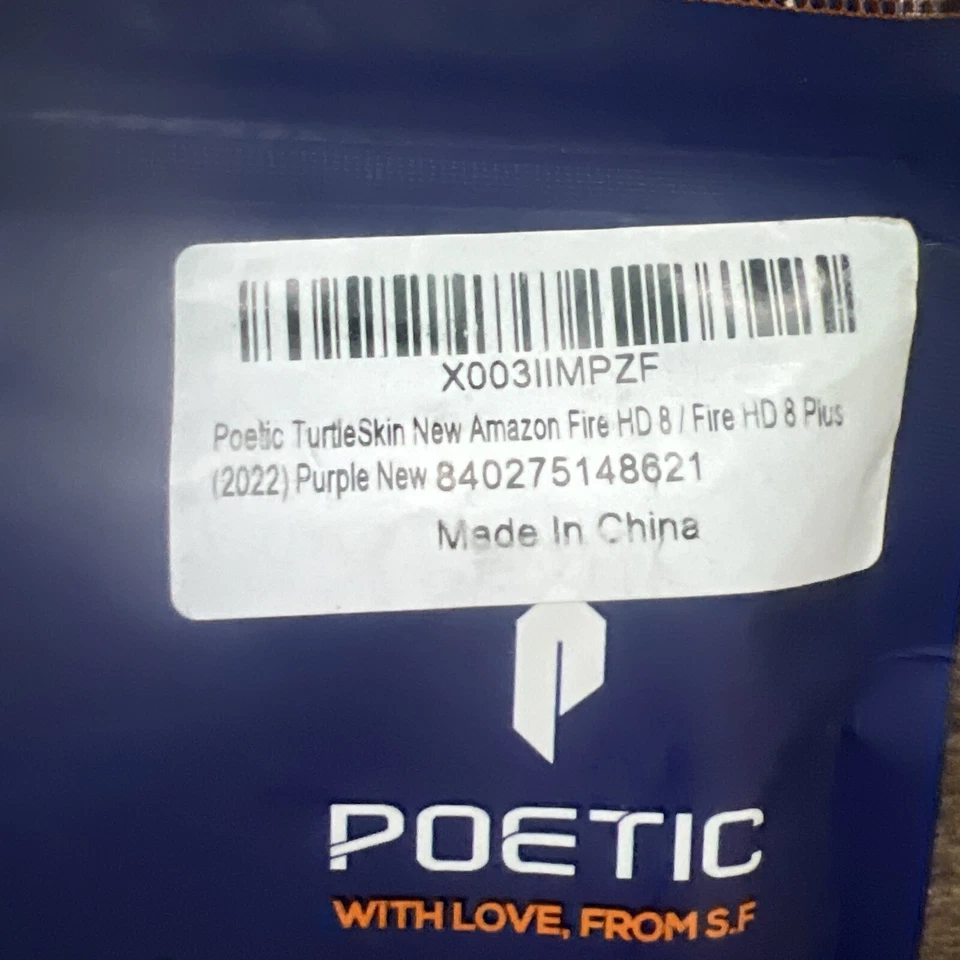 X003IIMPZF
Poetic TurtleSkin New Amazon Fire HD 8 / Fire HD 8 Plus
(2022) Purple New 840275148621
Made In China
POETIC
WITH LOVE, FROM S.F